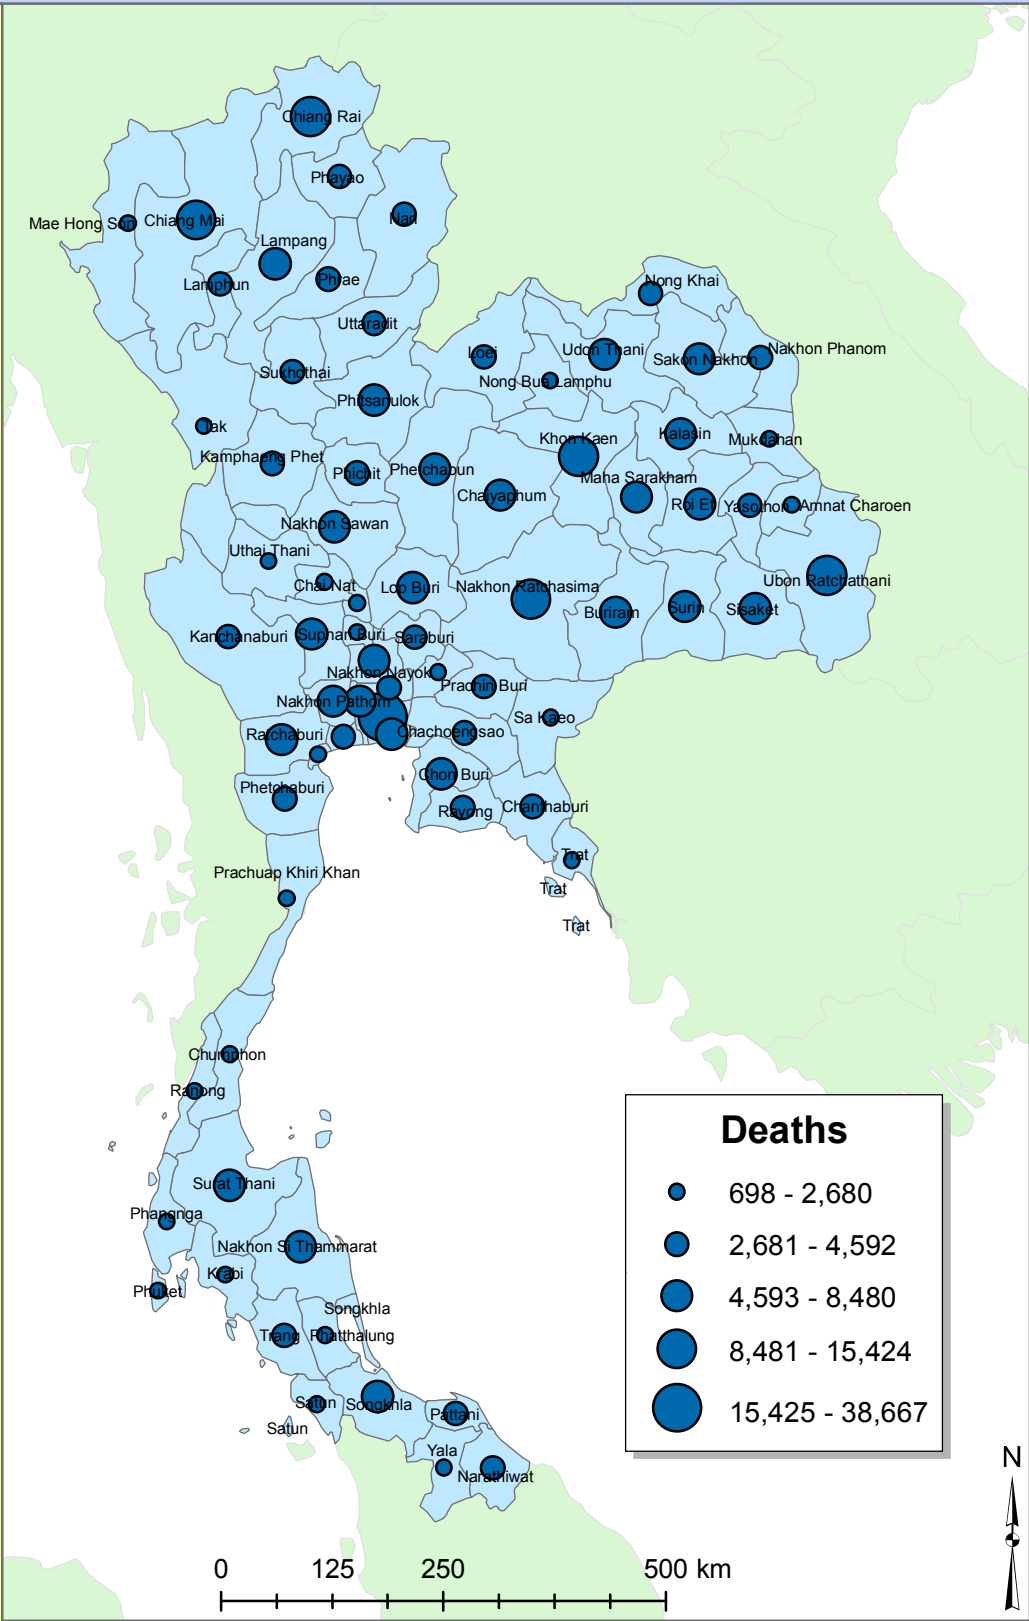 Chiang Rai
Phayao
Nan
Mae Hong Son
Chiang Mai
Lampang
Lamphun
Phrae
Nong Khai
Uttaradit
Loei
Udon Thani
Sakon Nakhon
Nakhon Phanom
Sukhothai
Nong Bua Lamphu
Phitsanulok
Tak
Khon Kaen
Kalasin
Mukdahan
Kamphaeng Phet
Phichit
Phetchabun
Maha Sarakham
Chaiyaphum
Roi Et
Yasothon
Amnat Charoen
Nakhon Sawan
Uthai Thani
Chai Nat
Lop Buri
Nakhon Ratchasima
Ubon Ratchathani
Buriram
Surin
Sisaket
Kanchanaburi
Suphan Buri
Saraburi
Nakhon Nayok
Prachin Buri
Nakhon Pathom
Sa Kaeo
Ratchaburi
Chachoengsao
Chon Buri
Phetchaburi
Rayong
Chanthaburi
Trat
Prachuap Khiri Khan
Trat
Trat
Chumphon
Ranong
Surat Thani
Phangnga
Nakhon Si Thammarat
Krabi
Phuket
Songkhla
Trang
Phatthalung
Satun
Songkhla
Pattani
Satun
Yala
Narathiwat
Deaths
698 - 2,680
2,681 - 4,592
4,593 - 8,480
8,481 - 15,424
15,425 - 38,667
N
0 125 250 500 km